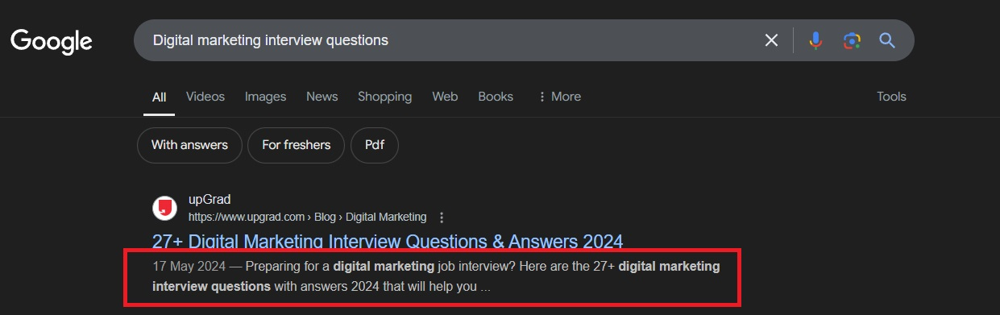 Google
Digital marketing interview questions
All Videos Images News Shopping Web Books More Tools
With answers For freshers Pdf
upGrad
https://www.upgrad.com › Blog › Digital Marketing
27+ Digital Marketing Interview Questions & Answers 2024
17 May 2024 — Preparing for a digital marketing job interview? Here are the 27+ digital marketing
interview questions with answers 2024 that will help you ...